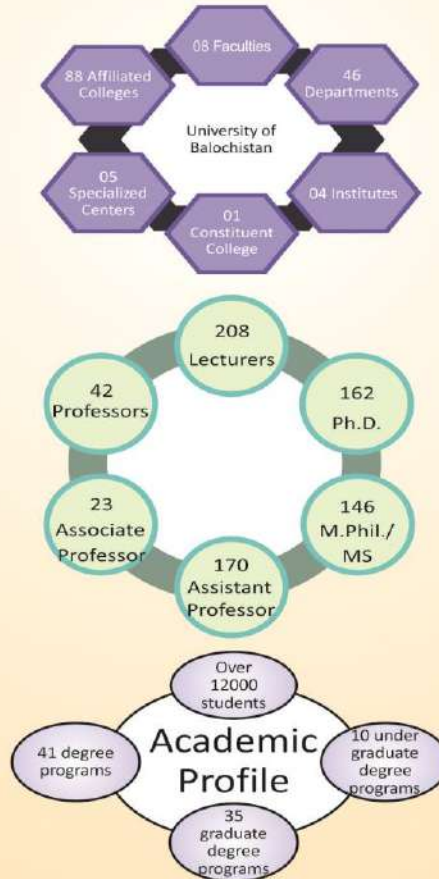 08 Faculties
88 Affiliated
Colleges
46
Departments
University of
Balochistan
05
Specialized
Centers
04 Institutes
01
Constituent
College
208
Lecturers
42
Professors
162
Ph.D.
23
Associate
Professor
146
M.Phil./
MS
170
Assistant
Professor
Over
12000
students
41 degree
programs
Academic
Profile
10 under
graduate
degree
programs
35
graduate
degree
programs